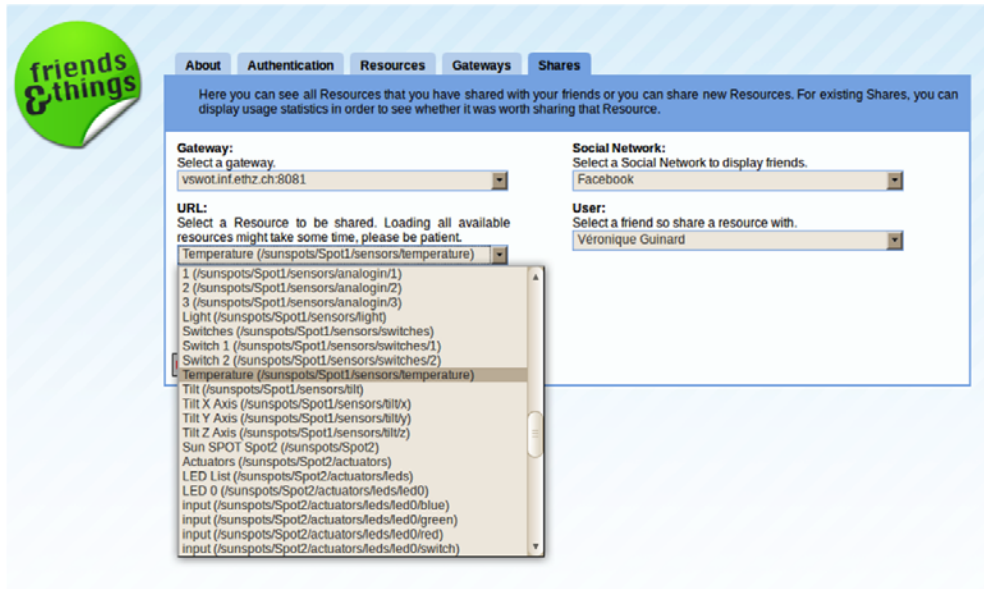 friends
&things
About Authentication Resources Gateways Shares
Here you can see all Resources that you have shared with your friends or you can share new Resources. For existing Shares, you can
display usage statistics in order to see whether it was worth sharing that Resource.
Gateway:
Select a gateway.
vswot.inf.ethz.ch:8081
URL:
Select a Resource to be shared. Loading all available
resources might take some time, please be patient.
Temperature (/sunspots/Spot1/sensors/temperature)
1 (/sunspots/Spot1/sensors/analogin/1)
2 (/sunspots/Spot1/sensors/analogin/2)
3 (/sunspots/Spot1/sensors/analogin/3)
Light (/sunspots/Spot1/sensors/light)
Switches (/sunspots/Spot1/sensors/switches)
Switch 1 (/sunspots/Spot1/sensors/switches/1)
Switch 2 (/sunspots/Spot1/sensors/switches/2)
Temperature (/sunspots/Spot1/sensors/temperature)
Tilt (/sunspots/Spot1/sensors/tilt)
Tilt X Axis (/sunspots/Spot1/sensors/tilt/x)
Tilt Y Axis (/sunspots/Spot1/sensors/tilt/y)
Tilt Z Axis (/sunspots/Spot1/sensors/tilt/z)
Sun SPOT Spot2 (/sunspots/Spot2)
Actuators (/sunspots/Spot2/actuators)
LED List (/sunspots/Spot2/actuators/leds)
LED 0 (/sunspots/Spot2/actuators/leds/led0)
input (/sunspots/Spot2/actuators/leds/led0/blue)
input (/sunspots/Spot2/actuators/leds/led0/green)
input (/sunspots/Spot2/actuators/leds/led0/red)
input (/sunspots/Spot2/actuators/leds/led0/switch)
Social Network:
Select a Social Network to display friends.
Facebook
User:
Select a friend so share a resource with.
Véronique Guinard